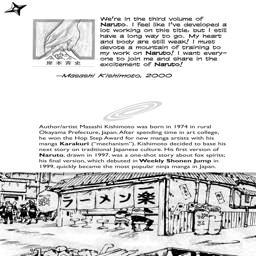 We're in the third volume of
Naruto. I feel like I've developed a
lot working on this title, but I still
have a long way to go. My heart
and body are still weak! I must
devote a mountain of training to
my work on Naruto! I want every-
one to join me and share in the
excitement of Naruto!
岸本斉史
—Masashi Kishimoto, 2000
Author/artist Masashi Kishimoto was born in 1974 in rural
Okayama Prefecture, Japan. After spending time in art college,
he won the Hop Step Award for new manga artists with his
manga Karakuri ("mechanism"). Kishimoto decided to base his
next story on traditional Japanese culture. His first version of
Naruto, drawn in 1997, was a one-shot story about fox spirits;
his final version, which debuted in Weekly Shonen Jump in
1999, quickly became the most popular ninja manga in Japan.
ラーメン 一楽